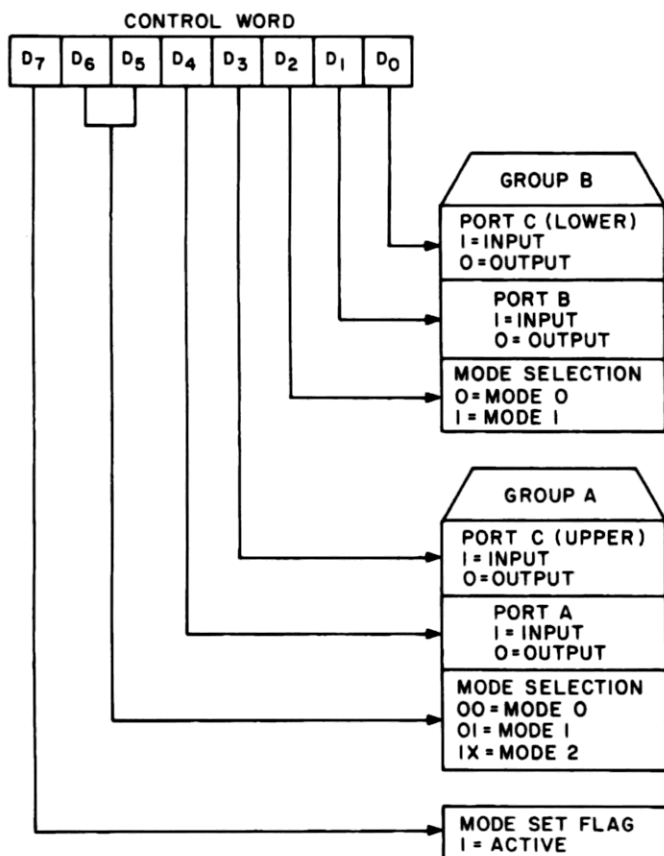 CONTROL WORD
D7 D6 D5 D4 D3 D2 D1 D0
GROUP B
PORT C (LOWER)
1 = INPUT
0 = OUTPUT
PORT B
1 = INPUT
0 = OUTPUT
MODE SELECTION
0 = MODE 0
1 = MODE 1
GROUP A
PORT C (UPPER)
1 = INPUT
0 = OUTPUT
PORT A
1 = INPUT
0 = OUTPUT
MODE SELECTION
00 = MODE 0
01 = MODE 1
1X = MODE 2
MODE SET FLAG
1 = ACTIVE